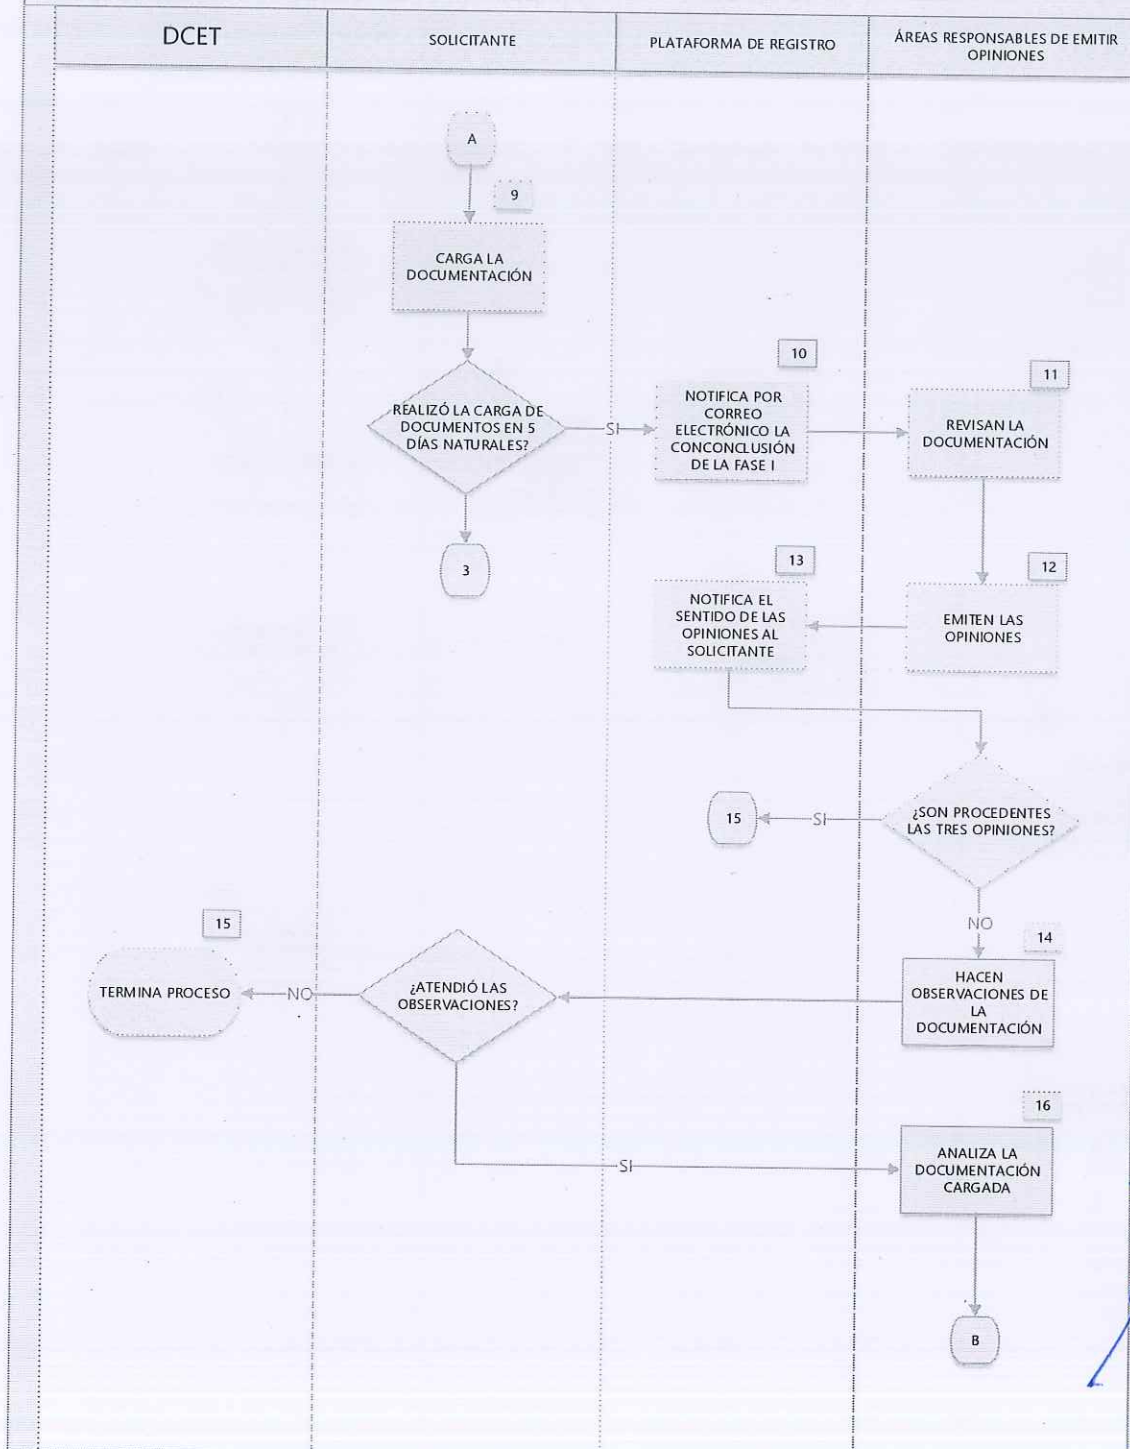 DCET
SOLICITANTE
PLATAFORMA DE REGISTRO
ÁREAS RESPONSABLES DE EMITIR
OPINIONES
A
9
CARGA LA
DOCUMENTACIÓN
REALIZÓ LA CARGA DE
DOCUMENTOS EN 5
DÍAS NATURALES?
SI
10
NOTIFICA POR
CORREO
ELECTRÓNICO LA
CONCONCLUSIÓN
DE LA FASE I
11
REVISAN LA
DOCUMENTACIÓN
3
13
NOTIFICA EL
SENTIDO DE LAS
OPINIONES AL
SOLICITANTE
12
EMITEN LAS
OPINIONES
15
SI
¿SON PROCEDENTES
LAS TRES OPINIONES?
NO
15
TERMINA PROCESO
NO
¿ATENDIÓ LAS
OBSERVACIONES?
14
HACEN
OBSERVACIONES DE
LA
DOCUMENTACIÓN
SI
16
ANALIZA LA
DOCUMENTACIÓN
CARGADA
B